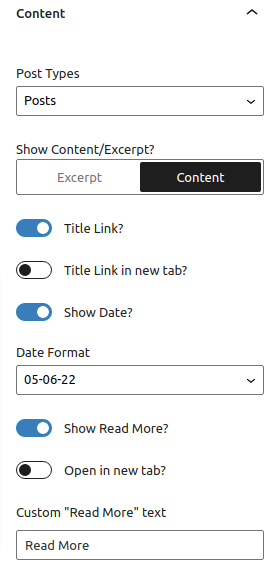 Content
Post Types
Posts
Show Content/Excerpt?
Excerpt Content
Title Link?
Title Link in new tab?
Show Date?
Date Format
05-06-22
Show Read More?
Open in new tab?
Custom "Read More" text
Read More